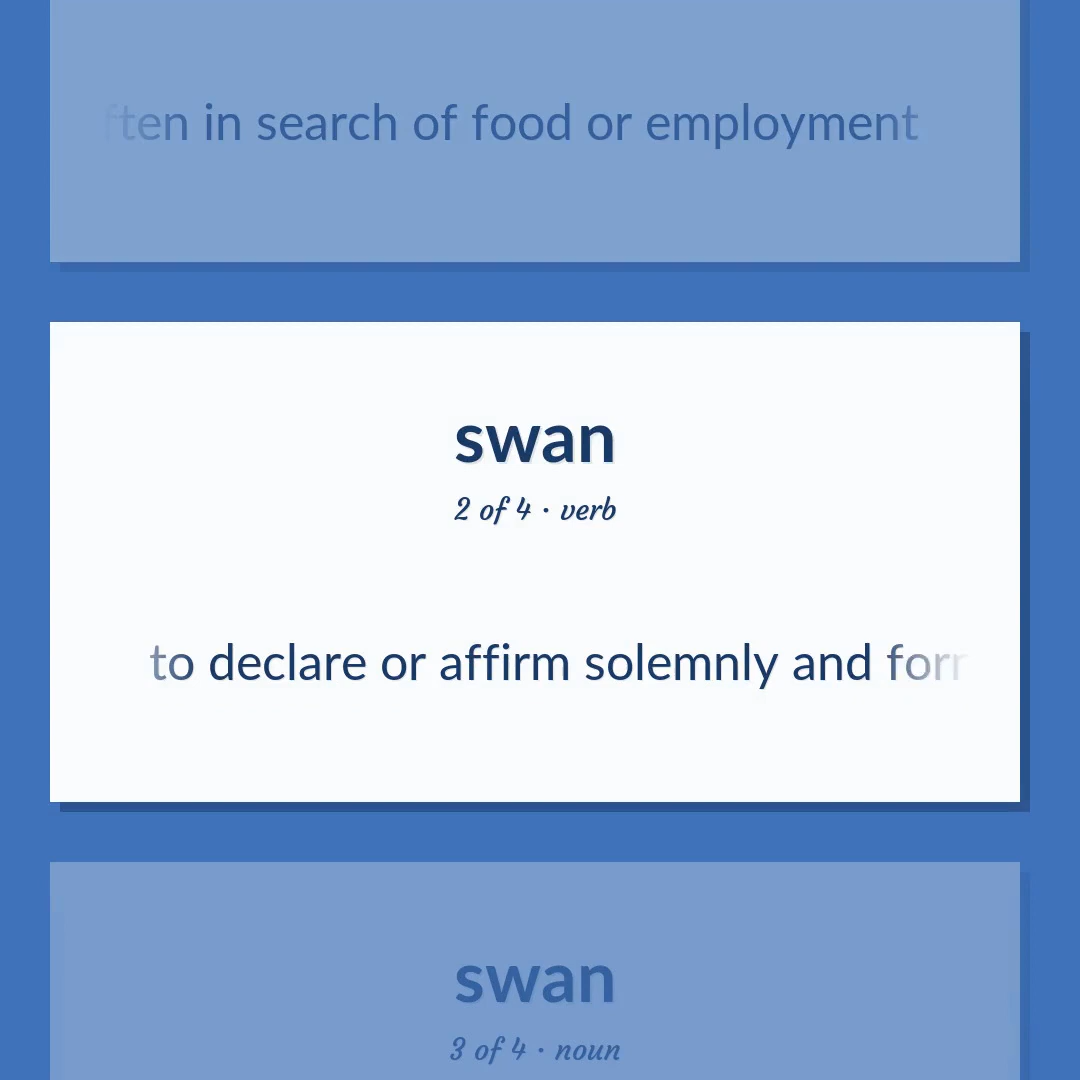 ften in search of food or employment
swan
2 of 4 · verb
to declare or affirm solemnly and for
swan
3 of 4 · noun